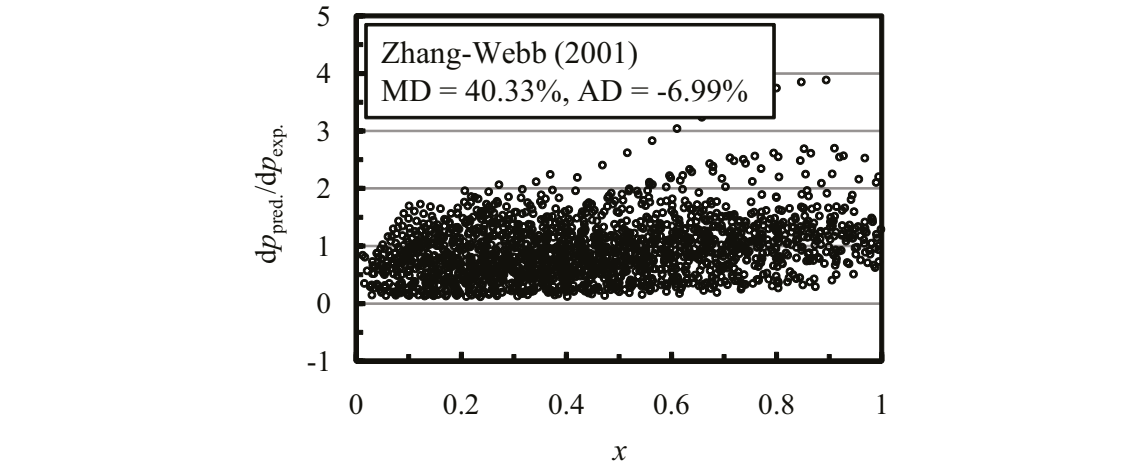 5
Zhang-Webb (2001)
MD = 40.33%, AD = -6.99%
4
3
2
1
0
-1
dp_pred./dp_exp.
0 0.2 0.4 0.6 0.8 1
x